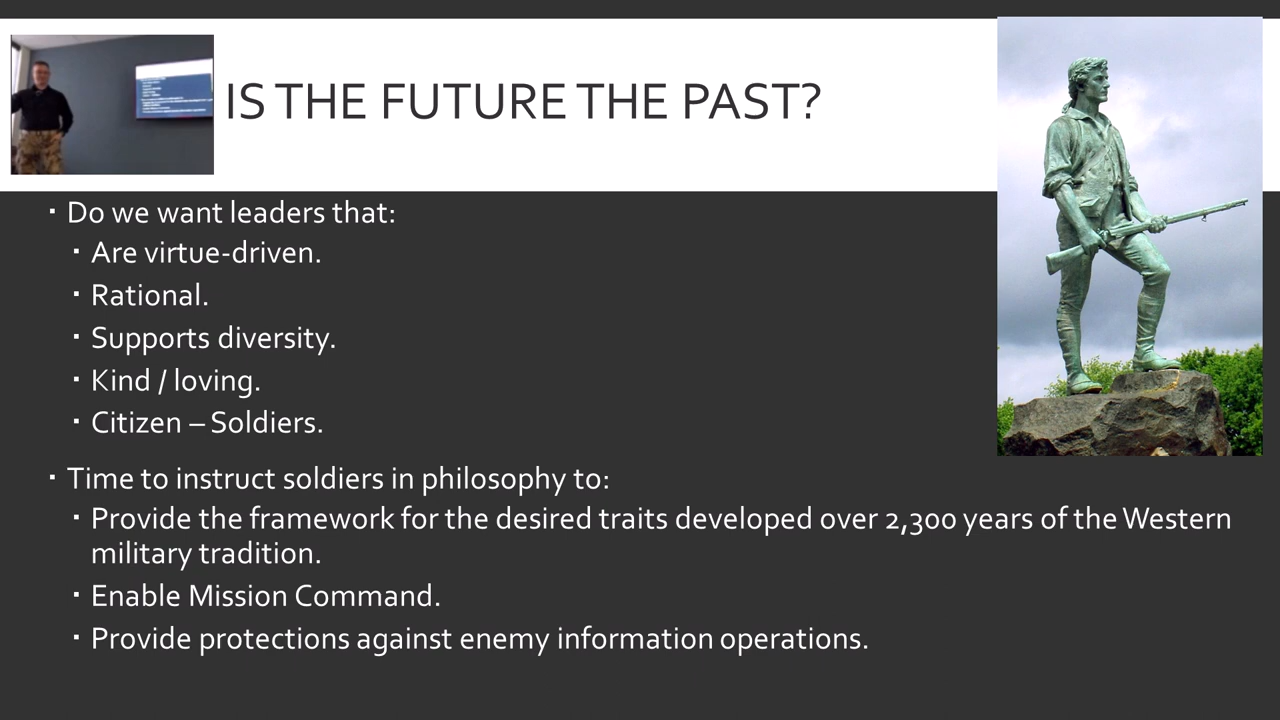 IS THE FUTURE THE PAST?
▪ Do we want leaders that:
▪ Are virtue-driven.
▪ Rational.
▪ Supports diversity.
▪ Kind / loving.
▪ Citizen – Soldiers.
▪ Time to instruct soldiers in philosophy to:
▪ Provide the framework for the desired traits developed over 2,300 years of the Western
military tradition.
▪ Enable Mission Command.
▪ Provide protections against enemy information operations.